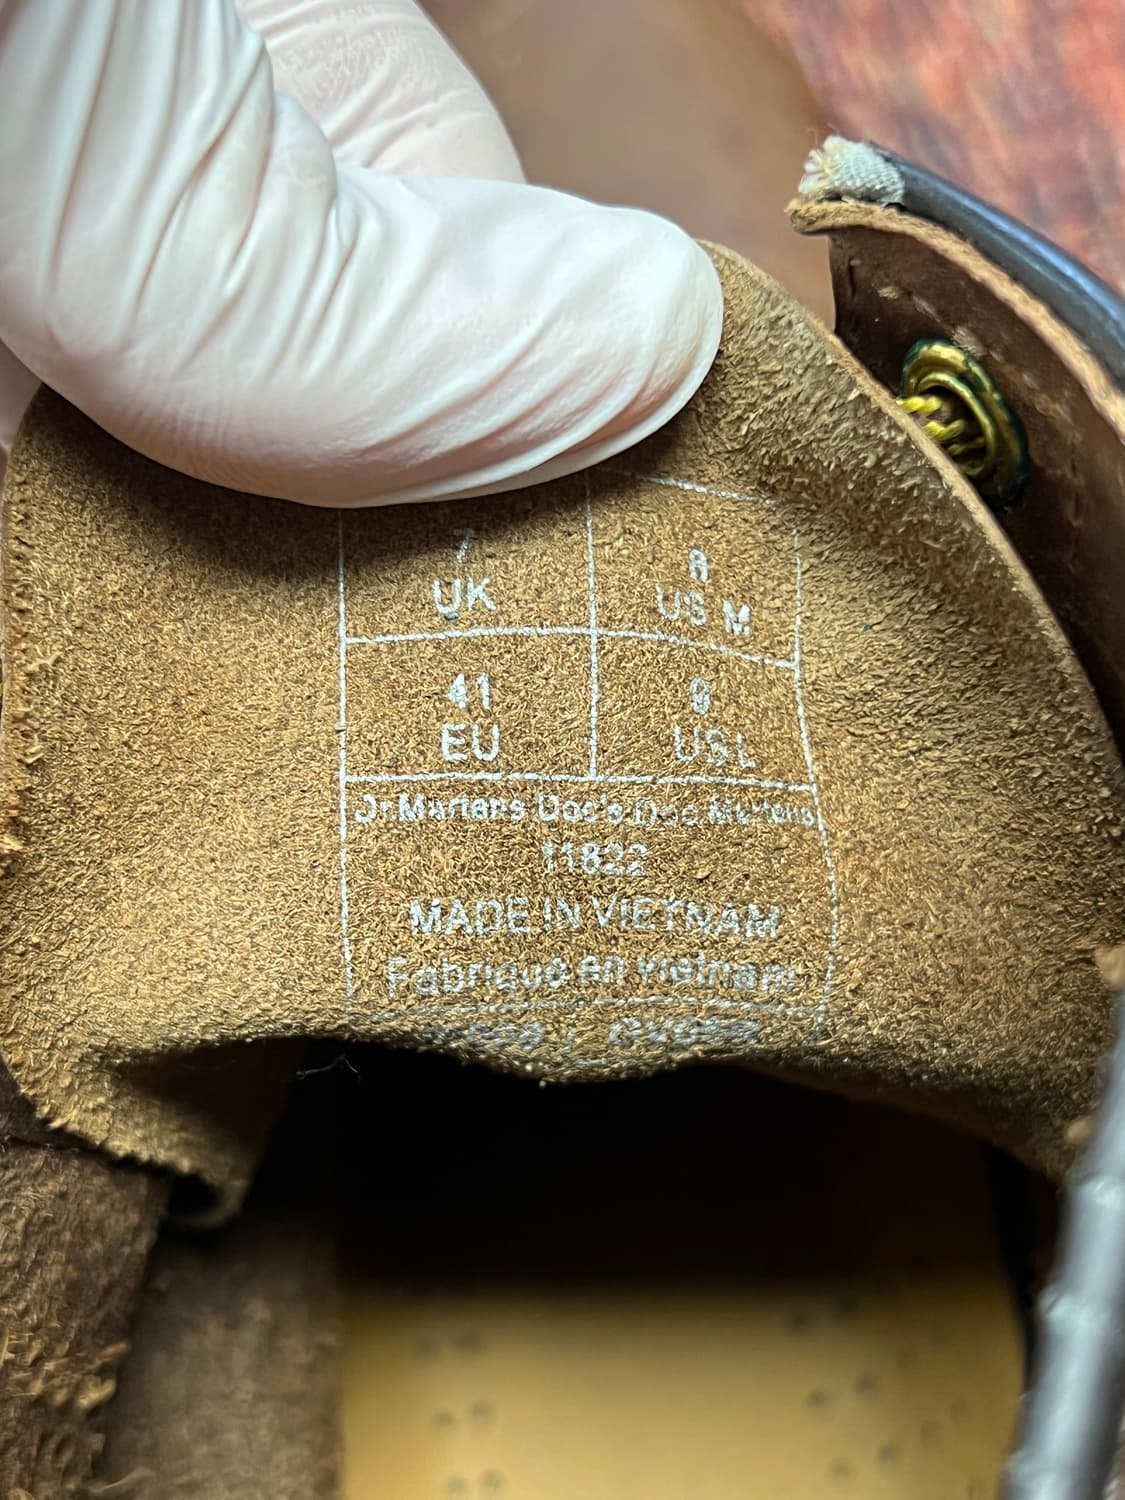 7 8
UK US M
41 9
EU US L
Dr.Martens Doc's Doc Martens
11822
MADE IN VIETNAM
Fabriqué en Vietnam